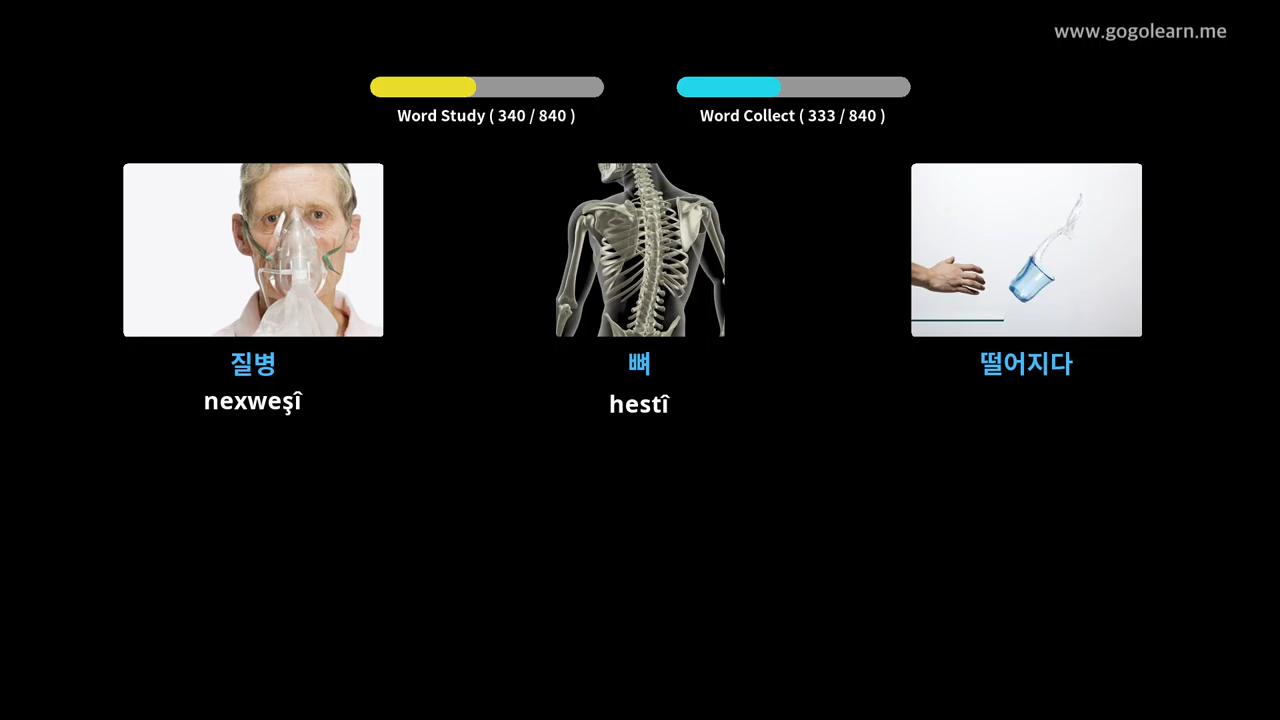 www.gogolearn.me
Word Study ( 340 / 840 )
Word Collect ( 333 / 840 )
질병
뼈
떨어지다
nexweşî
hestî